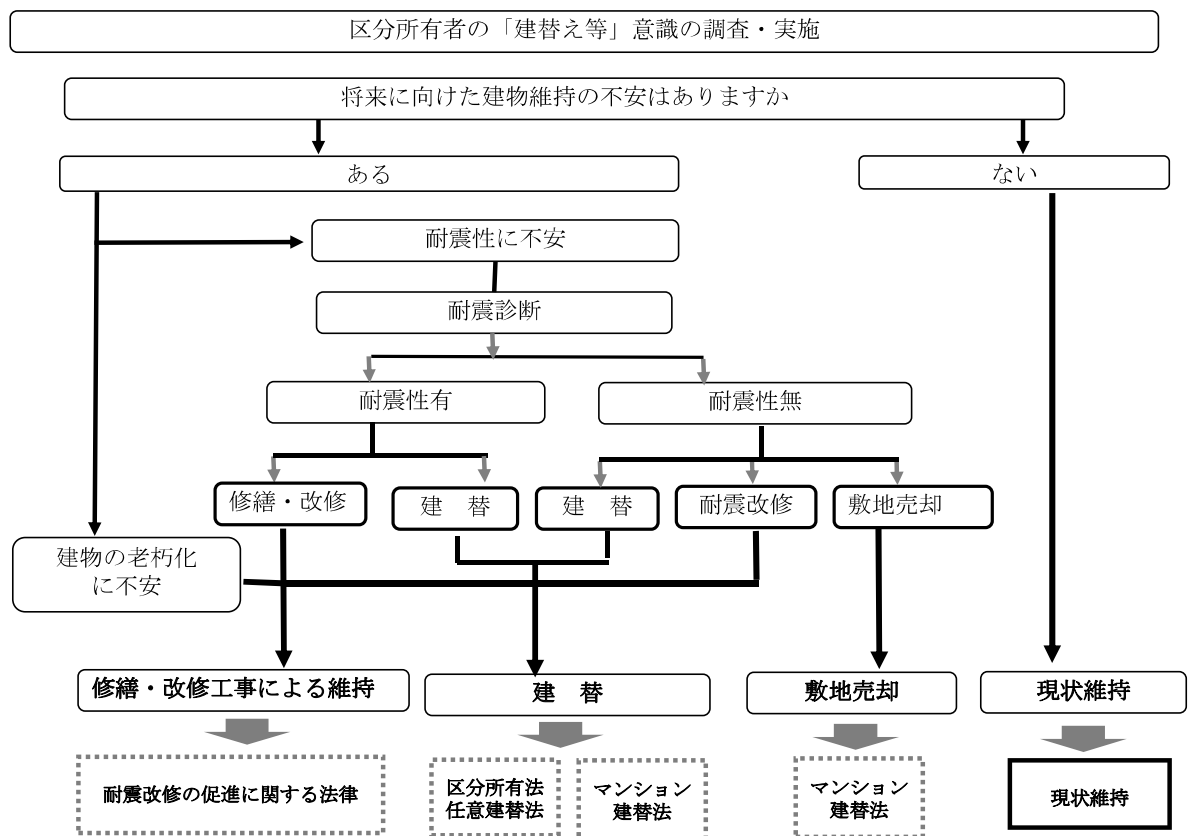 区分所有者の「建替え等」意識の調査・実施
将来に向けた建物維持の不安はありますか
ある
ない
耐震性に不安
耐震診断
耐震性有
耐震性無
修繕・改修
建　替
建　替
耐震改修
敷地売却
建物の老朽化
に不安
修繕・改修工事による維持
建　替
敷地売却
現状維持
耐震改修の促進に関する法律
区分所有法
任意建替法
マンション
建替法
マンション
建替法
現状維持